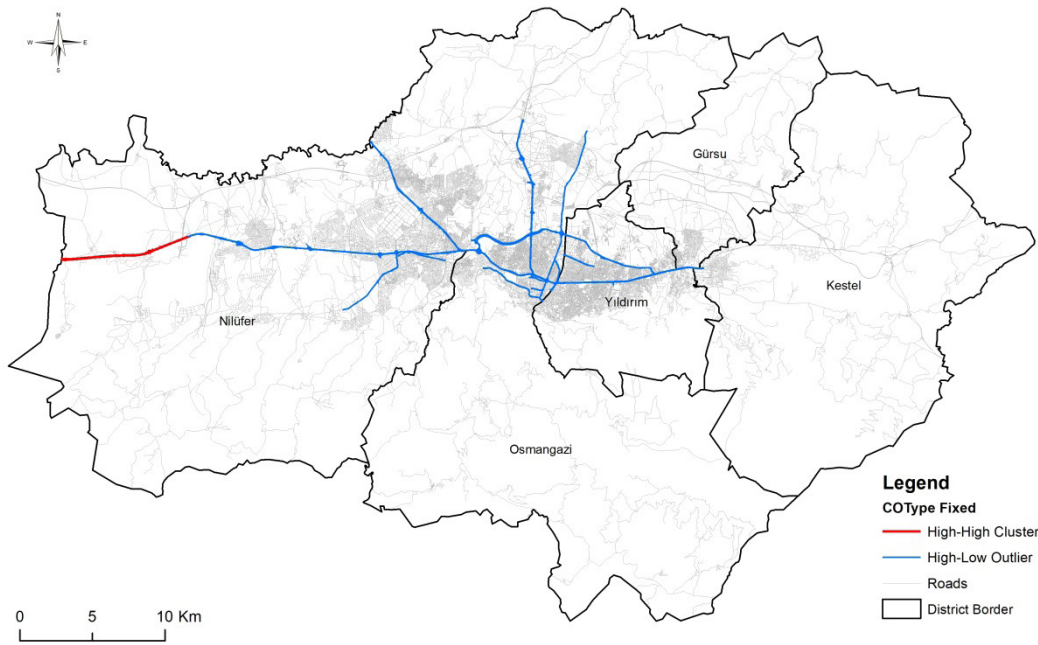 N
W E
S
Gürsu
Kestel
Yıldırım
Nilüfer
Osmangazi
Legend
COType Fixed
High-High Cluster
High-Low Outlier
Roads
District Border
0 5 10 Km